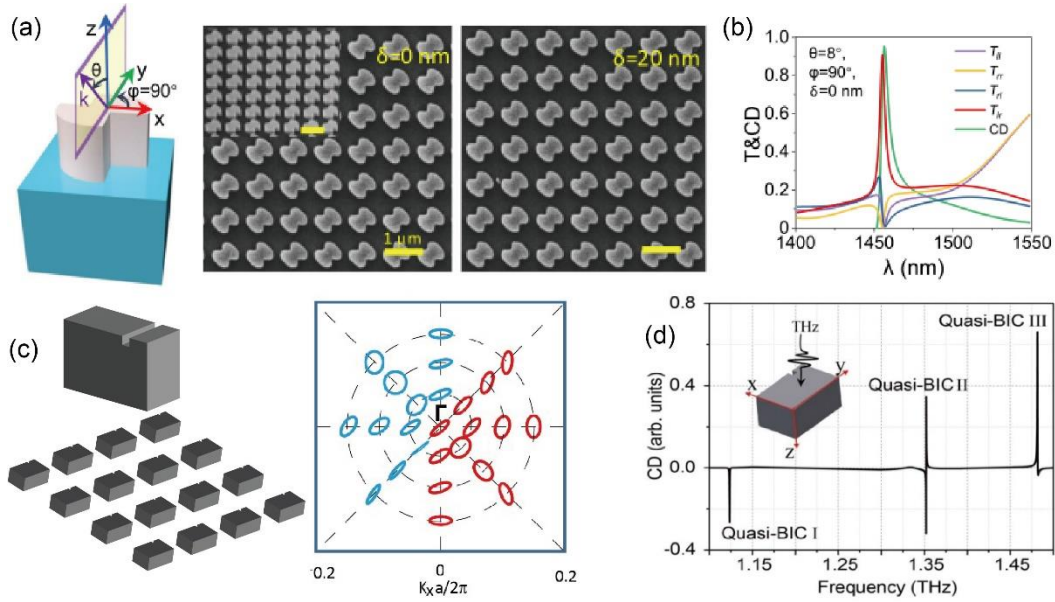 (a)
z
θ
y
k
φ=90°
x
δ=0 nm
1 μm
δ=20 nm
(b)
θ=8°,
φ=90°,
δ=0 nm
T_ll
T_rr
T_rl
T_lr
CD
T&CD
1.0
0.8
0.6
0.4
0.2
0.0
1400 1450 1500 1550
λ (nm)
(c)
Γ
-0.2 0 0.2
Kₓa/2π
(d)
0.8
0.4
0.0
-0.4
CD (arb. units)
Quasi-BIC III
THz
Quasi-BIC II
x
y
z
Quasi-BIC I
1.15 1.25 1.35 1.45
Frequency (THz)